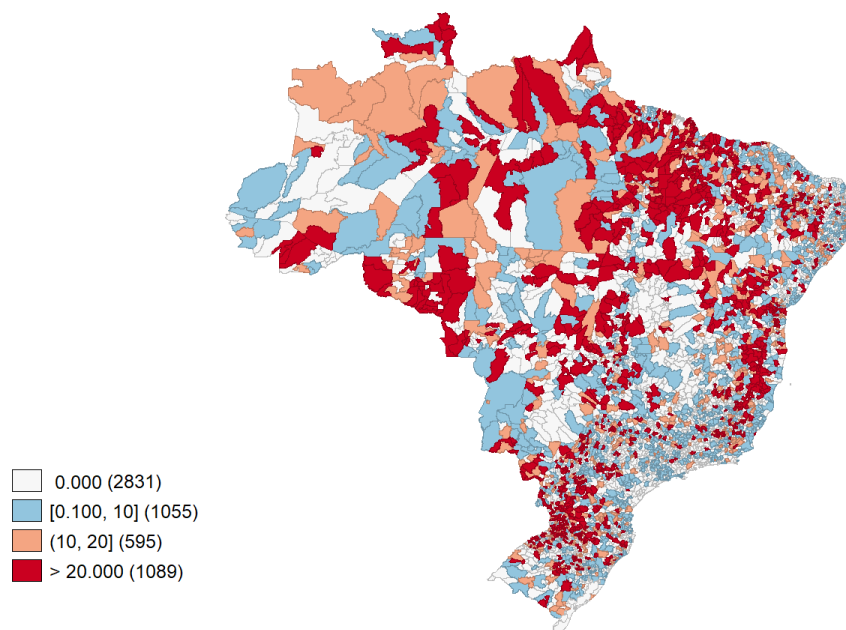 0.000 (2831)
[0.100, 10] (1055)
(10, 20] (595)
> 20.000 (1089)